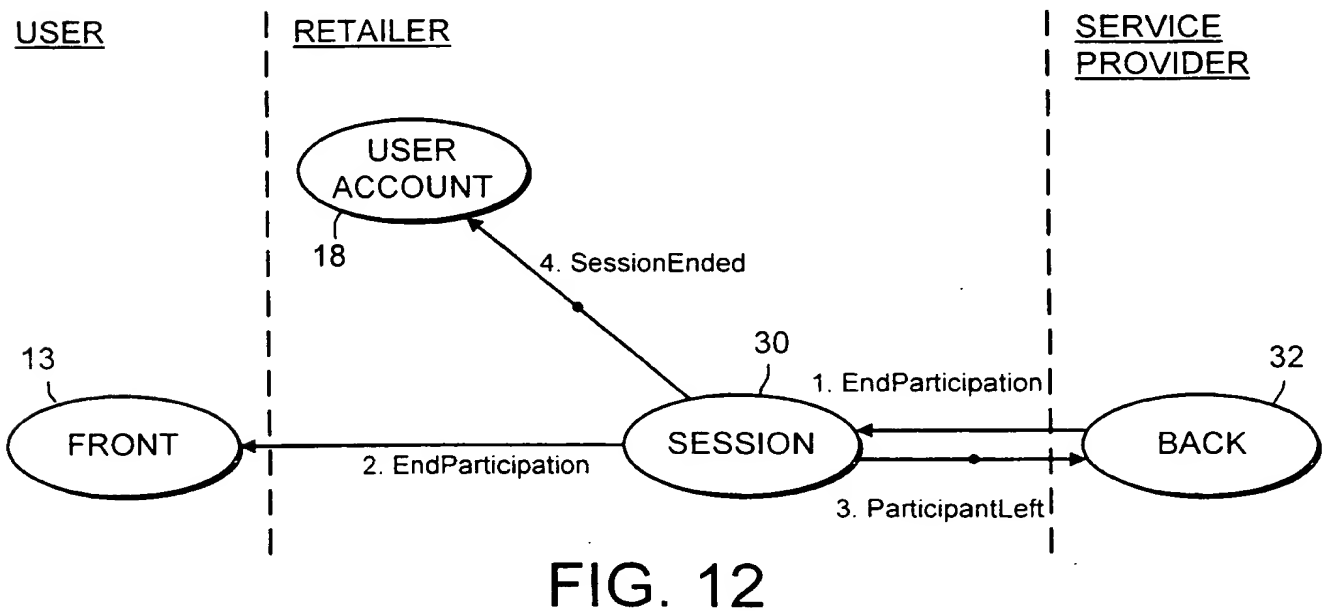 USER
RETAILER
SERVICE
PROVIDER
USER
ACCOUNT
18
4. SessionEnded
13
30
32
1. EndParticipation
FRONT
SESSION
BACK
2. EndParticipation
3. ParticipantLeft
FIG. 12